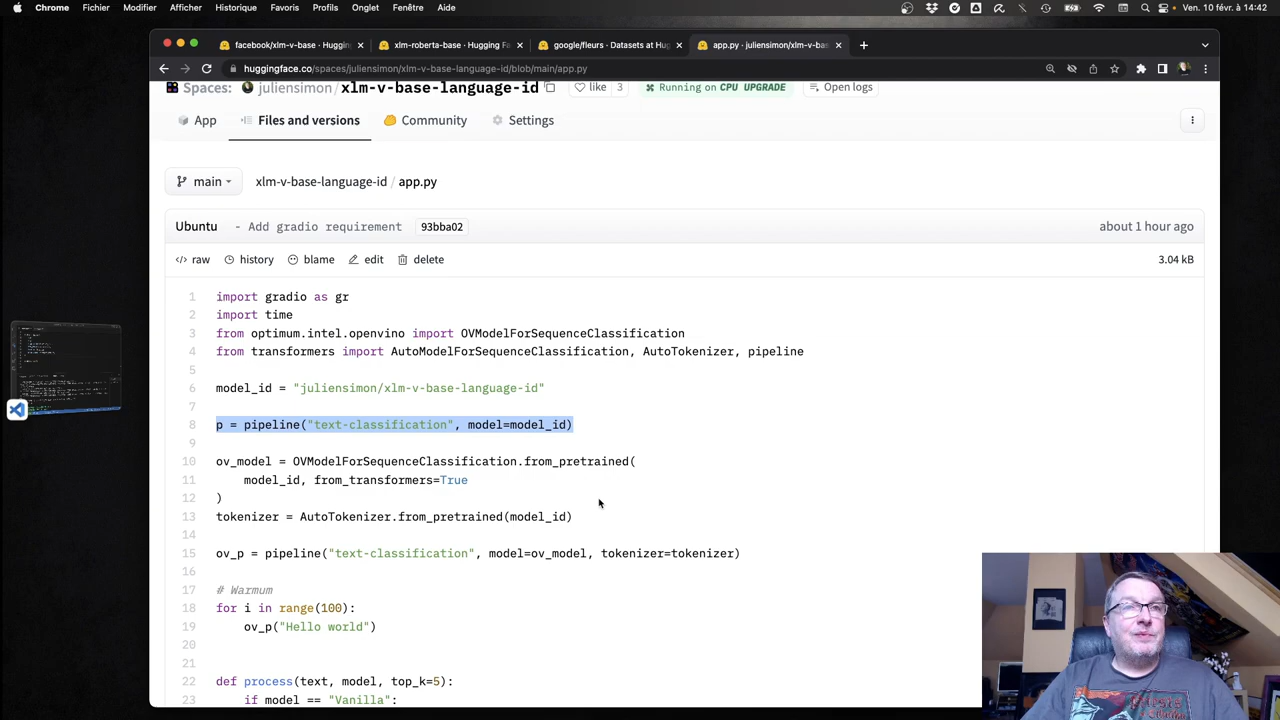 Chrome Fichier Modifier Afficher Historique Favoris Profils Onglet Fenêtre Aide Ven. 10 févr. à 14:42
facebook/xlm-v-base · Hugging xlm-roberta-base · Hugging Fa google/fleurs · Datasets at Hug app.py · juliensimon/xlm-v-bas
huggingface.co/spaces/juliensimon/xlm-v-base-language-id/blob/main/app.py
Spaces: juliensimon/xlm-v-base-language-id like 3 Running on CPU UPGRADE Open logs
App Files and versions Community Settings
main xlm-v-base-language-id / app.py
Ubuntu - Add gradio requirement 93bba02 about 1 hour ago
</> raw history blame edit delete 3.04 kB
1 import gradio as gr
2 import time
3 from optimum.intel.openvino import OVModelForSequenceClassification
4 from transformers import AutoModelForSequenceClassification, AutoTokenizer, pipeline
5
6 model_id = "juliensimon/xlm-v-base-language-id"
7
8 p = pipeline("text-classification", model=model_id)
9
10 ov_model = OVModelForSequenceClassification.from_pretrained(
11 model_id, from_transformers=True
12 )
13 tokenizer = AutoTokenizer.from_pretrained(model_id)
14
15 ov_p = pipeline("text-classification", model=ov_model, tokenizer=tokenizer)
16
17 # Warmum
18 for i in range(100):
19 ov_p("Hello world")
20
21
22 def process(text, model, top_k=5):
23 if model == "Vanilla":